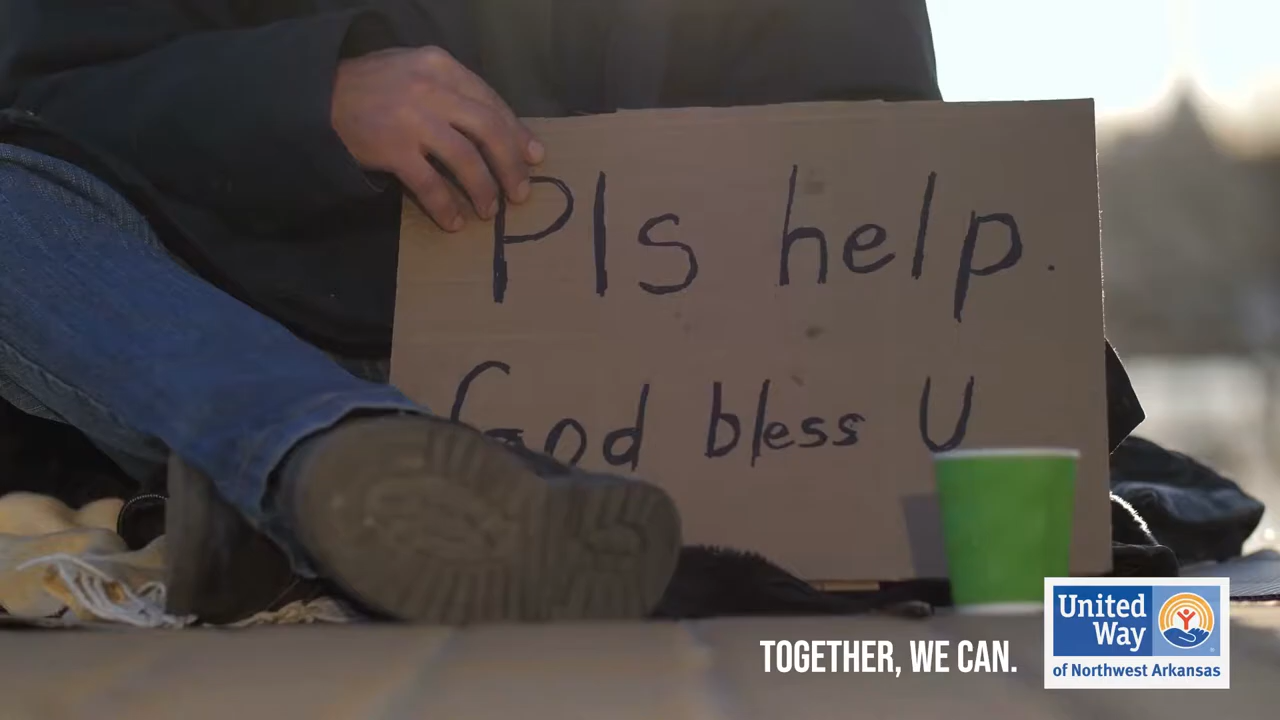 Pls help.
God bless U
TOGETHER, WE CAN.
United
Way
of Northwest Arkansas